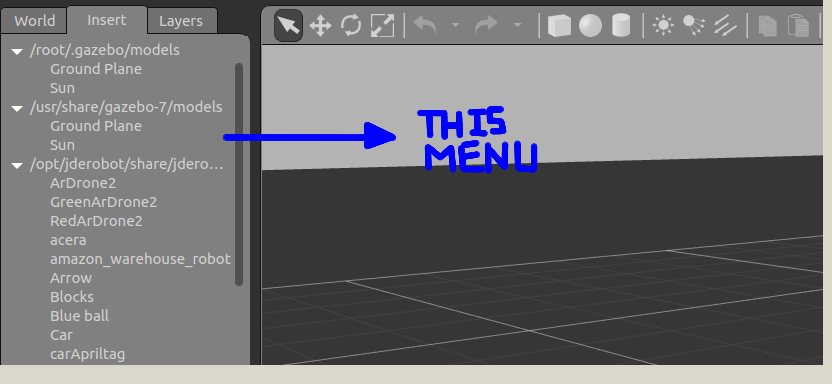 World Insert Layers
/root/.gazebo/models
Ground Plane
Sun
/usr/share/gazebo-7/models
Ground Plane
Sun
/opt/jderobot/share/jdero...
ArDrone2
GreenArDrone2
RedArDrone2
acera
amazon_warehouse_robot
Arrow
Blocks
Blue ball
Car
carApriltag
THIS
MENU